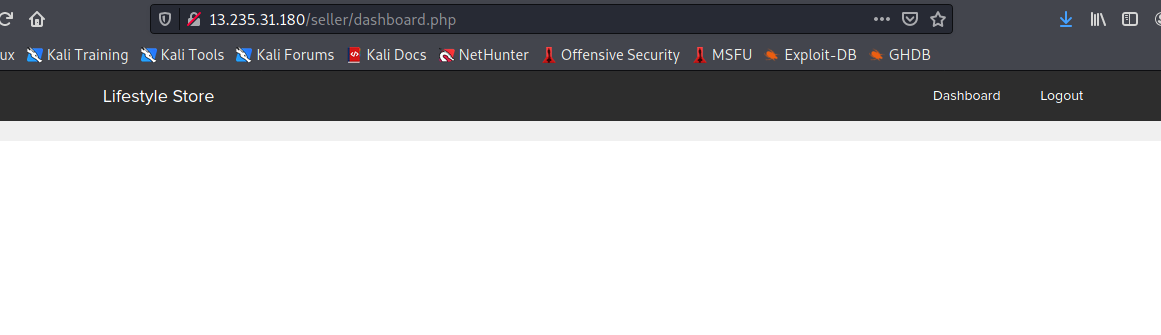 13.235.31.180/seller/dashboard.php
ux Kali Training Kali Tools Kali Forums Kali Docs NetHunter Offensive Security MSFU Exploit-DB GHDB
Lifestyle Store Dashboard Logout